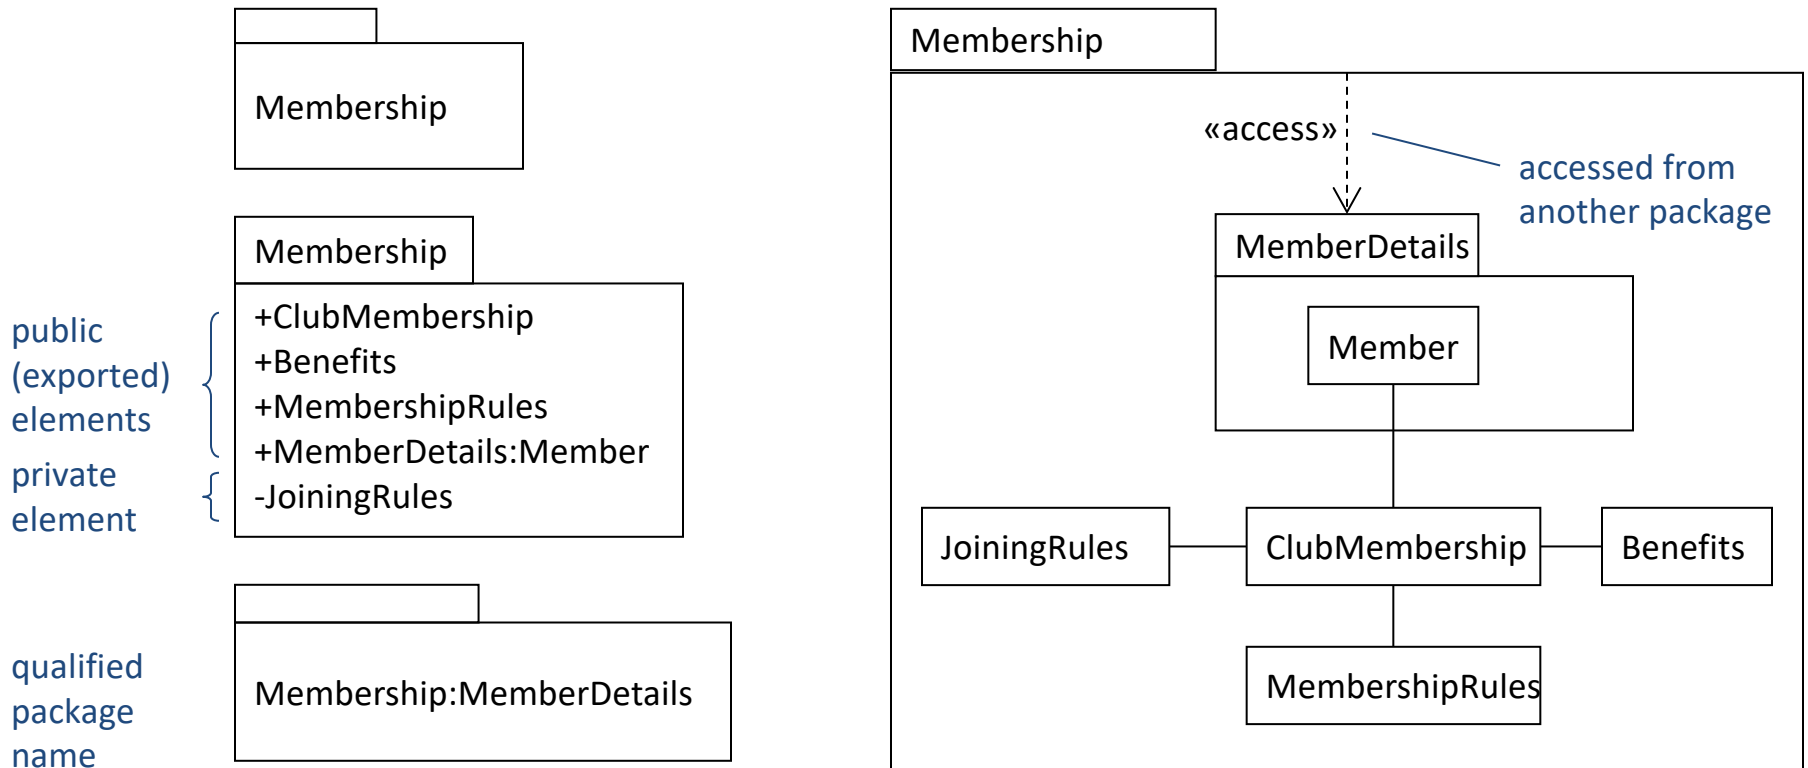 Membership
Membership
public
(exported)
elements
+ClubMembership
+Benefits
+MembershipRules
+MemberDetails:Member
private
element
-JoiningRules
qualified
package
name
Membership:MemberDetails
Membership
«access»
accessed from
another package
MemberDetails
Member
JoiningRules
ClubMembership
Benefits
MembershipRules